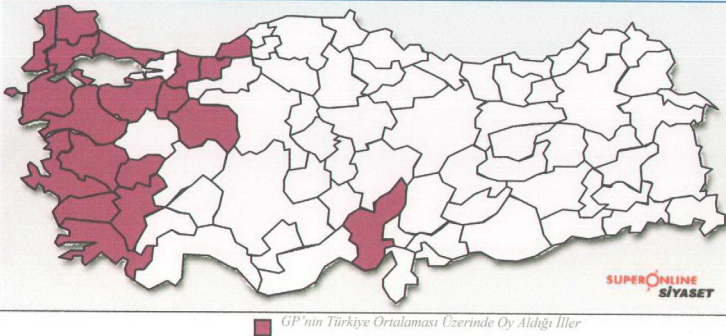 SUPERONLINE
SİYASET
GP'nin Türkiye Ortalaması Üzerinde Oy Aldığı İller